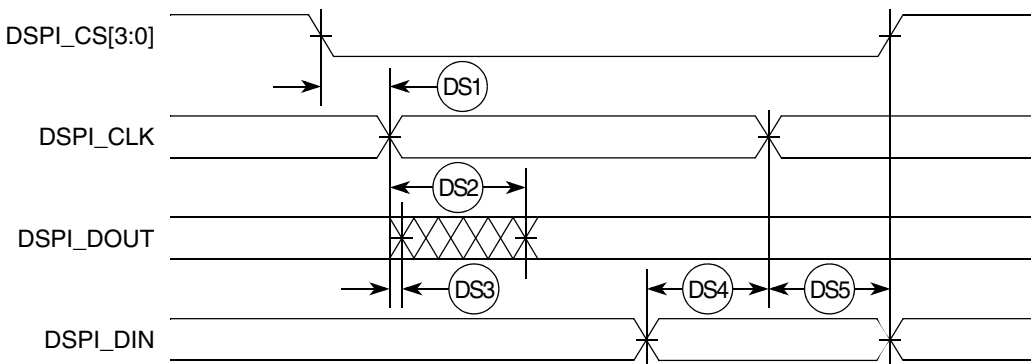 DSPI_CS[3:0]
DS1
DSPI_CLK
DS2
DSPI_DOUT
DS3
DS4
DS5
DSPI_DIN